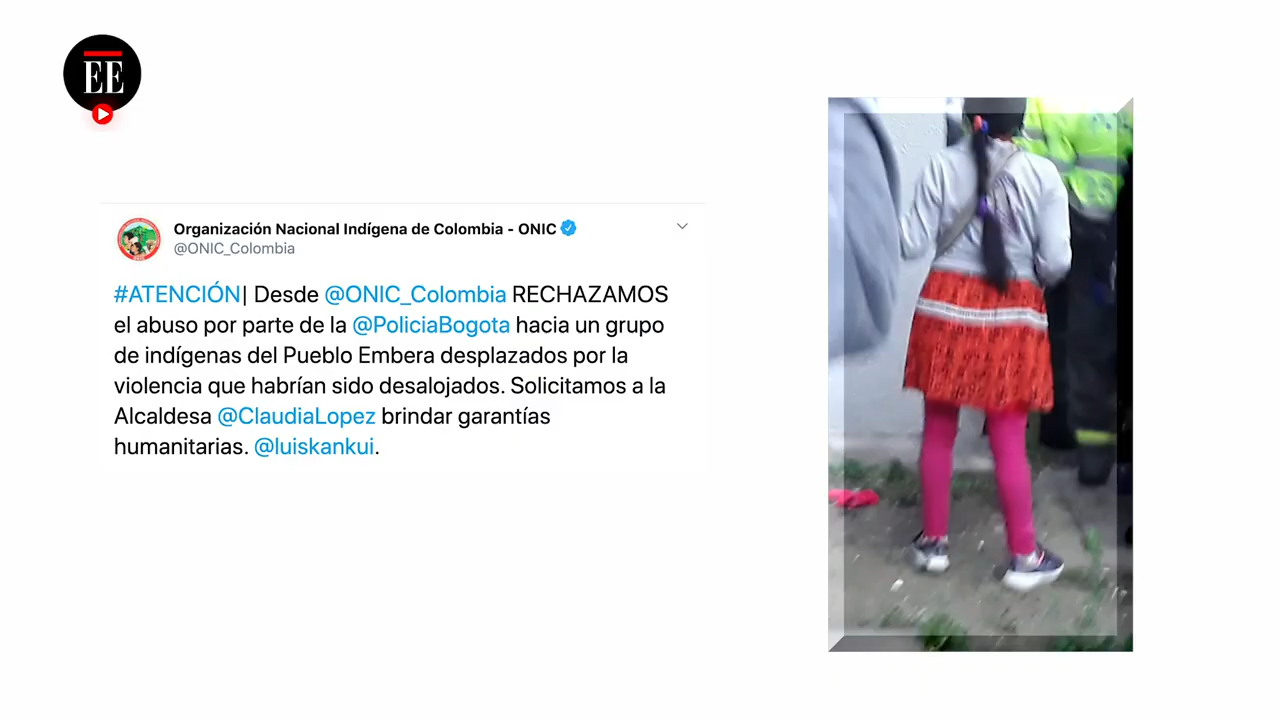 EE
Organización Nacional Indígena de Colombia - ONIC
@ONIC_Colombia
#ATENCIÓN| Desde @ONIC_Colombia RECHAZAMOS
el abuso por parte de la @PoliciaBogota hacia un grupo
de indígenas del Pueblo Embera desplazados por la
violencia que habrían sido desalojados. Solicitamos a la
Alcaldesa @ClaudiaLopez brindar garantías
humanitarias. @luiskankui.